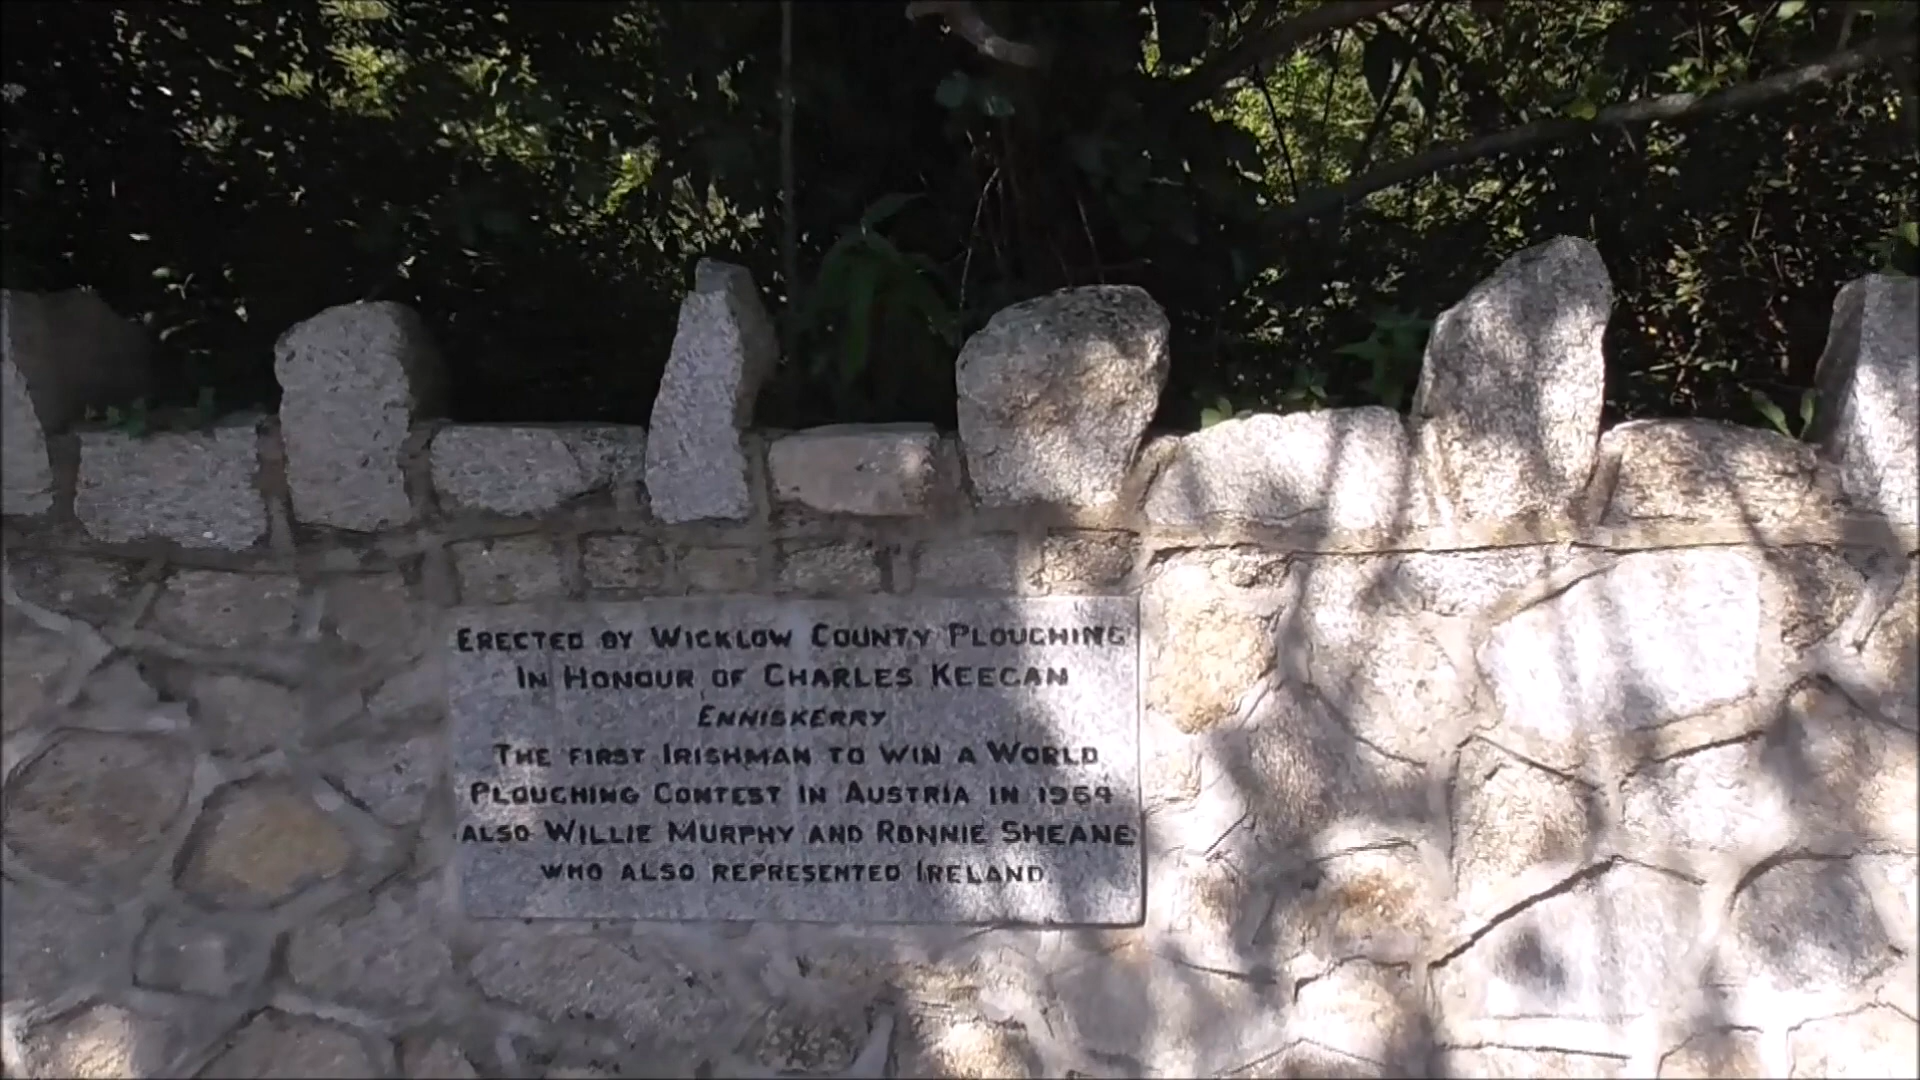 Erected by Wicklow County Ploughing
In Honour of Charles Keegan
Enniskerry
The first Irishman to win a World
Ploughing Contest in Austria in 1964
also Willie Murphy and Ronnie Sheane
who also represented Ireland